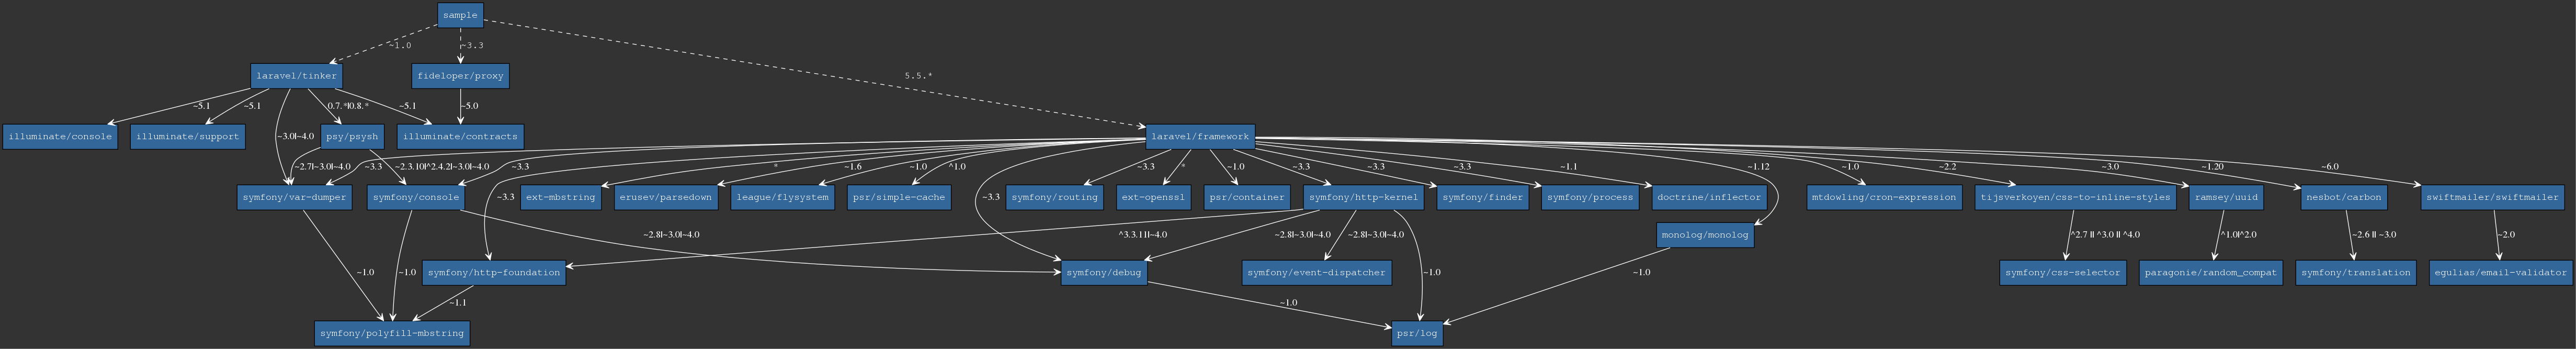 sample
~1.0
~3.3
5.5.*
laravel/tinker
fideloper/proxy
~5.1
~5.1
0.7.*|0.8.*
~5.1
~5.0
illuminate/console
illuminate/support
~3.0|~4.0
psy/psysh
illuminate/contracts
laravel/framework
~2.7|~3.0|~4.0
~3.3
~2.3.10|^2.4.2|~3.0|~4.0
~3.3
*
~1.6
~1.0
^1.0
~3.3
*
~1.0
~3.3
~3.3
~3.3
~1.1
~1.12
~1.0
~2.2
~3.0
~1.20
~6.0
symfony/var-dumper
symfony/console
~3.3
ext-mbstring
erusev/parsedown
league/flysystem
psr/simple-cache
~3.3
symfony/routing
ext-openssl
psr/container
symfony/http-kernel
symfony/finder
symfony/process
doctrine/inflector
mtdowling/cron-expression
tijsverkoyen/css-to-inline-styles
ramsey/uuid
nesbot/carbon
swiftmailer/swiftmailer
~2.8|~3.0|~4.0
^3.3.11|~4.0
~2.8|~3.0|~4.0
~2.8|~3.0|~4.0
monolog/monolog
^2.7 || ^3.0 || ^4.0
^1.0|^2.0
~2.6 || ~3.0
~2.0
~1.0
~1.0
symfony/http-foundation
symfony/debug
symfony/event-dispatcher
~1.0
~1.0
symfony/css-selector
paragonie/random_compat
symfony/translation
egulias/email-validator
~1.1
~1.0
symfony/polyfill-mbstring
psr/log